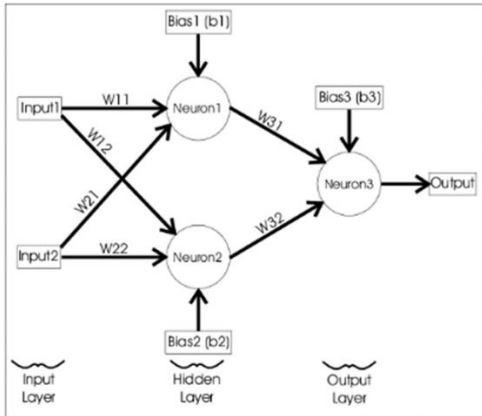 Bias1 (b1)
Input1
W11
Neuron1
W31
Bias3 (b3)
W12
W21
Neuron3
Output
Input2
W22
Neuron2
W32
Bias2 (b2)
Input
Layer
Hidden
Layer
Output
Layer